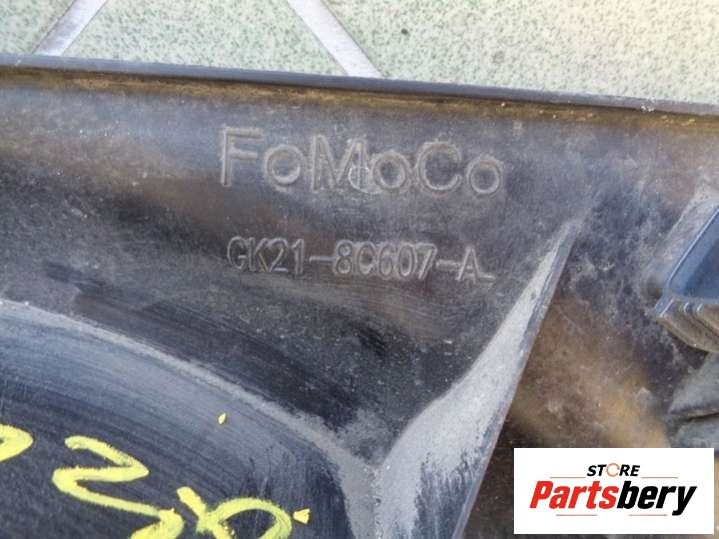 FoMoCo
GK21-8C607-A
STORE
Partsbery